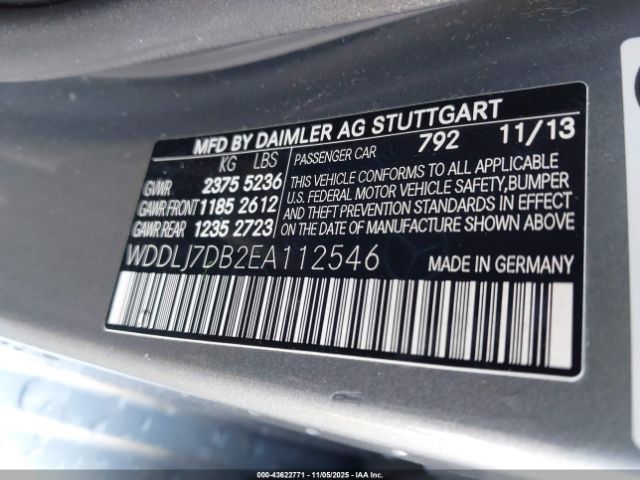 MFD BY DAIMLER AG STUTTGART
KG LBS
PASSENGER CAR 792 11/13
GVWR 2375 5236
GAWR FRONT 1185 2612
GAWR REAR 1235 2723
THIS VEHICLE CONFORMS TO ALL APPLICABLE
U.S. FEDERAL MOTOR VEHICLE SAFETY, BUMPER
AND THEFT PREVENTION STANDARDS IN EFFECT
ON THE DATE OF MANUFACTURE SHOWN ABOVE.
WDDLJ7DB2EA112546
MADE IN GERMANY
000-43622771 - 11/05/2025 - IAAC.